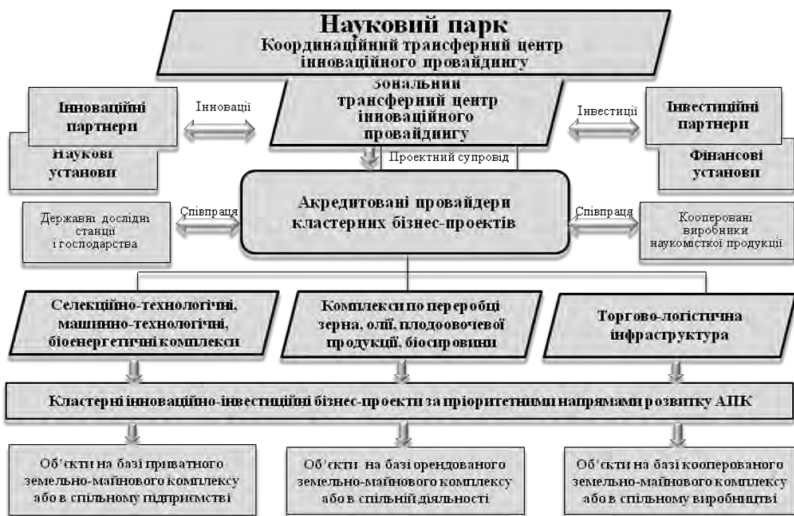 Науковий парк
Координаційний трансферний центр
інноваційного провайдингу
Зональний
трансферний центр
інноваційного
провайдингу
Інноваційні
партнери
Інновації
Інвестиції
Інвестиційні
партнери
Наукові
установи
Проектний супровід
Фінансові
установи
Акредитовані провайдери
кластерних бізнес-проектів
Державні дослідні
станції
і господарства
Співпраця
Співпраця
Кооперовані
виробники
наукомісткої продукції
Селекційно-технологічні,
машинно-технологічні,
біоенергетичні комплекси
Комплекси по переробці
зерна, олії, плодоовочевої
продукції, біосировини
Торгово-логістична
інфраструктура
Кластерні інноваційно-інвестиційні бізнес-проекти за пріоритетними напрямами розвитку АПК
Об'єкти на базі приватного
земельно-майнового комплексу
або в спільному підприємстві
Об'єкти на базі орендованого
земельно-майнового комплексу
або в спільній діяльності
Об'єкти на базі кооперованого
земельно-майнового комплексу
або в спільному виробництві